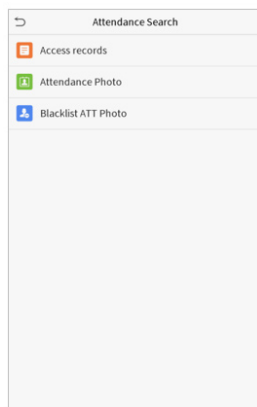 Attendance Search
Access records
Attendance Photo
Blacklist ATT Photo